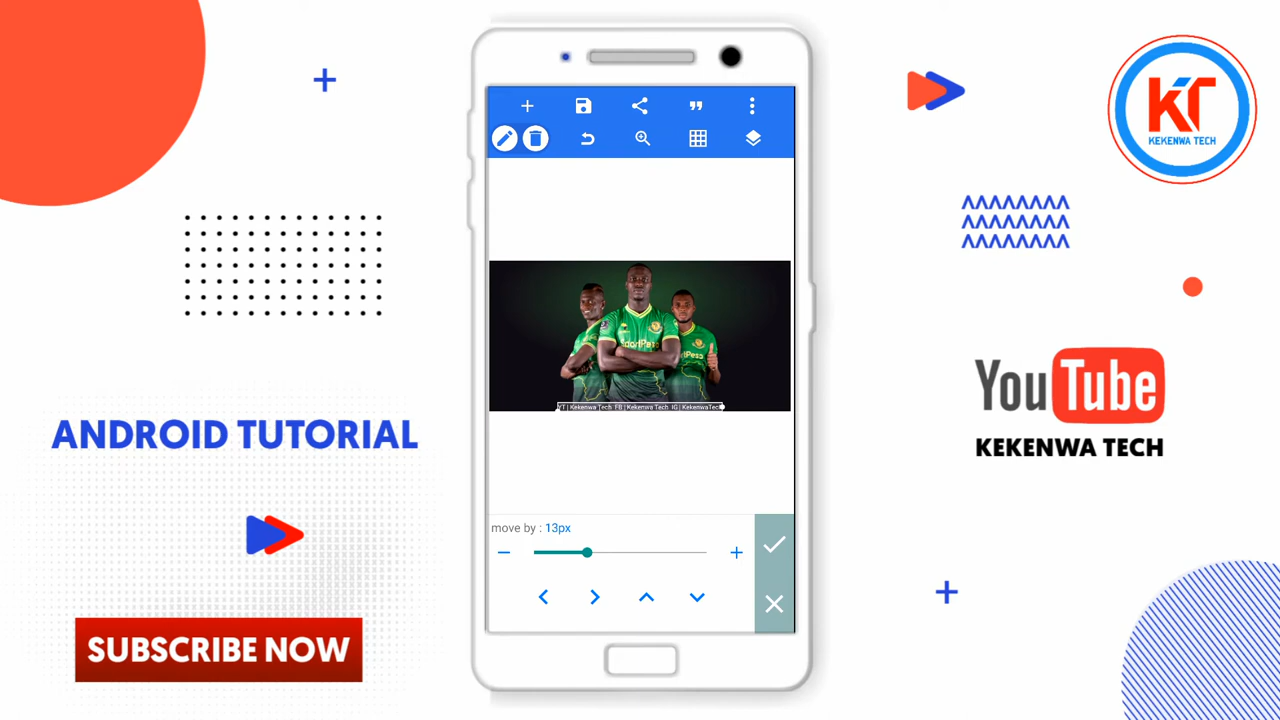 KT
KEKENWA TECH
SportPesa
YT | Kekenwa Tech FB | Kekenwa Tech IG | KekenwaTech
ANDROID TUTORIAL
YouTube
KEKENWA TECH
move by : 13px
SUBSCRIBE NOW